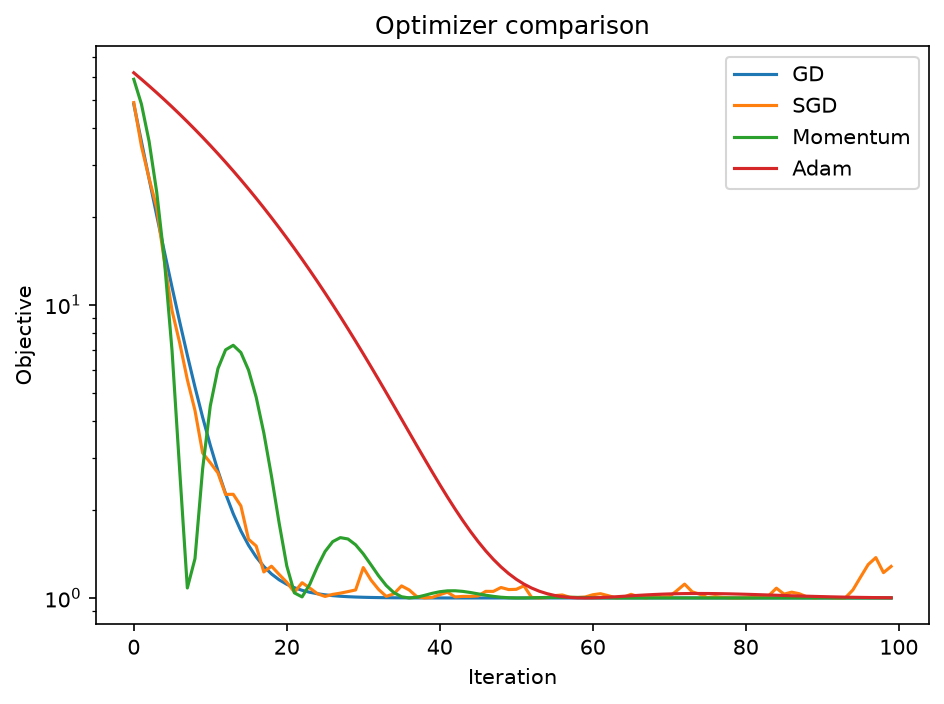 Optimizer comparison
GD
SGD
Momentum
Adam
Objective
10¹
10⁰
0 20 40 60 80 100
Iteration